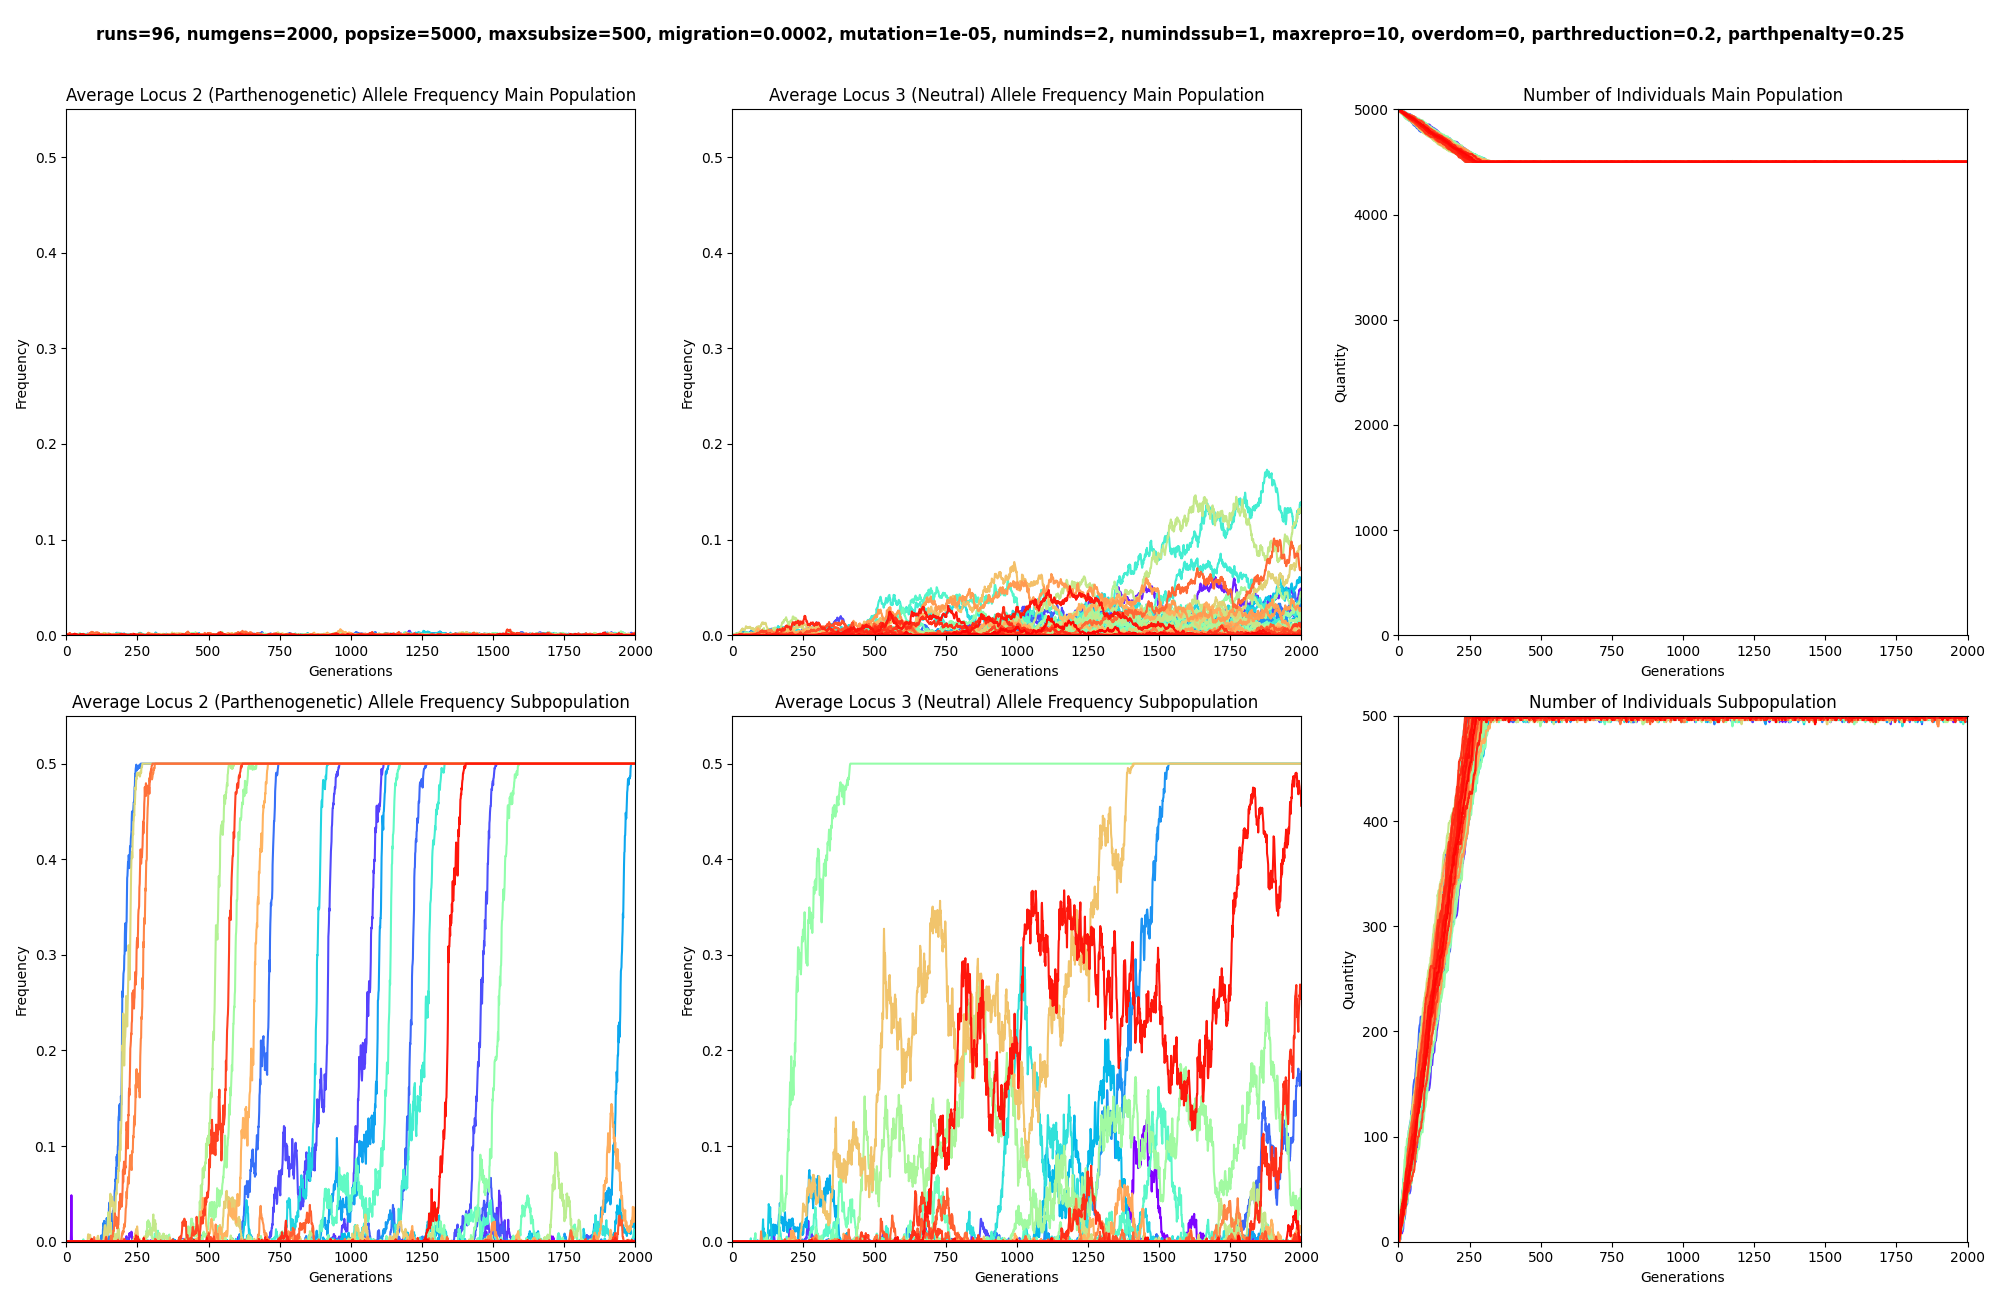 runs=96, numgens=2000, popsize=5000, maxsubsize=500, migration=0.0002, mutation=1e-05, numinds=2, numindssub=1, maxrepro=10, overdom=0, parthreduction=0.2, parthpenalty=0.25
Average Locus 2 (Parthenogenetic) Allele Frequency Main Population
Frequency
0.5
0.4
0.3
0.2
0.1
0.0
0 250 500 750 1000 1250 1500 1750 2000
Generations
Average Locus 3 (Neutral) Allele Frequency Main Population
Frequency
0.5
0.4
0.3
0.2
0.1
0.0
0 250 500 750 1000 1250 1500 1750 2000
Generations
Number of Individuals Main Population
Quantity
5000
4000
3000
2000
1000
0
0 250 500 750 1000 1250 1500 1750 2000
Generations
Average Locus 2 (Parthenogenetic) Allele Frequency Subpopulation
Frequency
0.5
0.4
0.3
0.2
0.1
0.0
0 250 500 750 1000 1250 1500 1750 2000
Generations
Average Locus 3 (Neutral) Allele Frequency Subpopulation
Frequency
0.5
0.4
0.3
0.2
0.1
0.0
0 250 500 750 1000 1250 1500 1750 2000
Generations
Number of Individuals Subpopulation
Quantity
500
400
300
200
100
0
0 250 500 750 1000 1250 1500 1750 2000
Generations